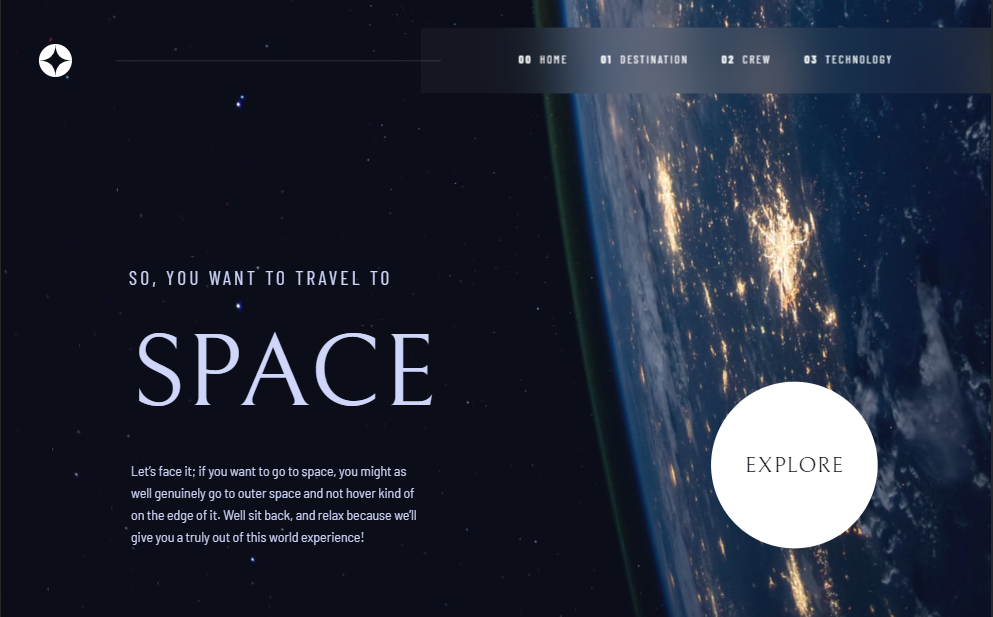 00 HOME 01 DESTINATION 02 CREW 03 TECHNOLOGY
SO, YOU WANT TO TRAVEL TO
SPACE
Let's face it; if you want to go to space, you might as
well genuinely go to outer space and not hover kind of
on the edge of it. Well sit back, and relax because we'll
give you a truly out of this world experience!
EXPLORE